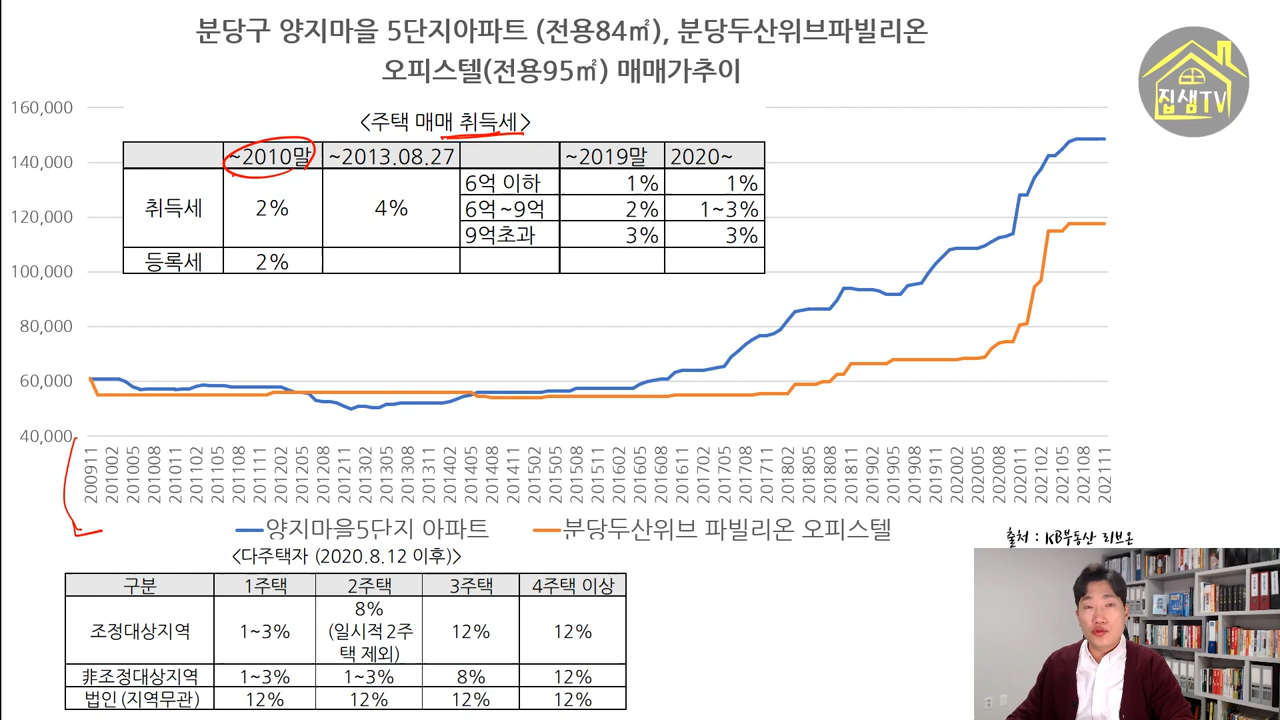 분당구 양지마을 5단지아파트 (전용84㎡), 분당두산위브파빌리온
오피스텔(전용95㎡) 매매가추이
집샘TV
<주택 매매 취득세>
~2010말 ~2013.08.27 ~2019말 2020~
취득세 2% 4% 6억 이하 1% 1%
6억~9억 2% 1~3%
9억초과 3% 3%
등록세 2%
160,000
140,000
120,000
100,000
80,000
60,000
40,000
200911 201002 201005 201008 201011 201102 201105 201108 201111 201202 201205 201208 201211 201302 201305 201308 201311 201402 201405 201408 201411 201502 201505 201508 201511 201602 201605 201608 201611 201702 201705 201708 201711 201802 201805 201808 201811 201902 201905 201908 201911 202002 202005 202008 202011 202102 202105 202108 202111
양지마을5단지 아파트 분당두산위브 파빌리온 오피스텔
출처 : KB부동산 리브온
<다주택자 (2020.8.12 이후)>
구분 1주택 2주택 3주택 4주택 이상
조정대상지역 1~3% 8%
(일시적 2주
택 제외) 12% 12%
非조정대상지역 1~3% 1~3% 8% 12%
법인 (지역무관) 12% 12% 12% 12%